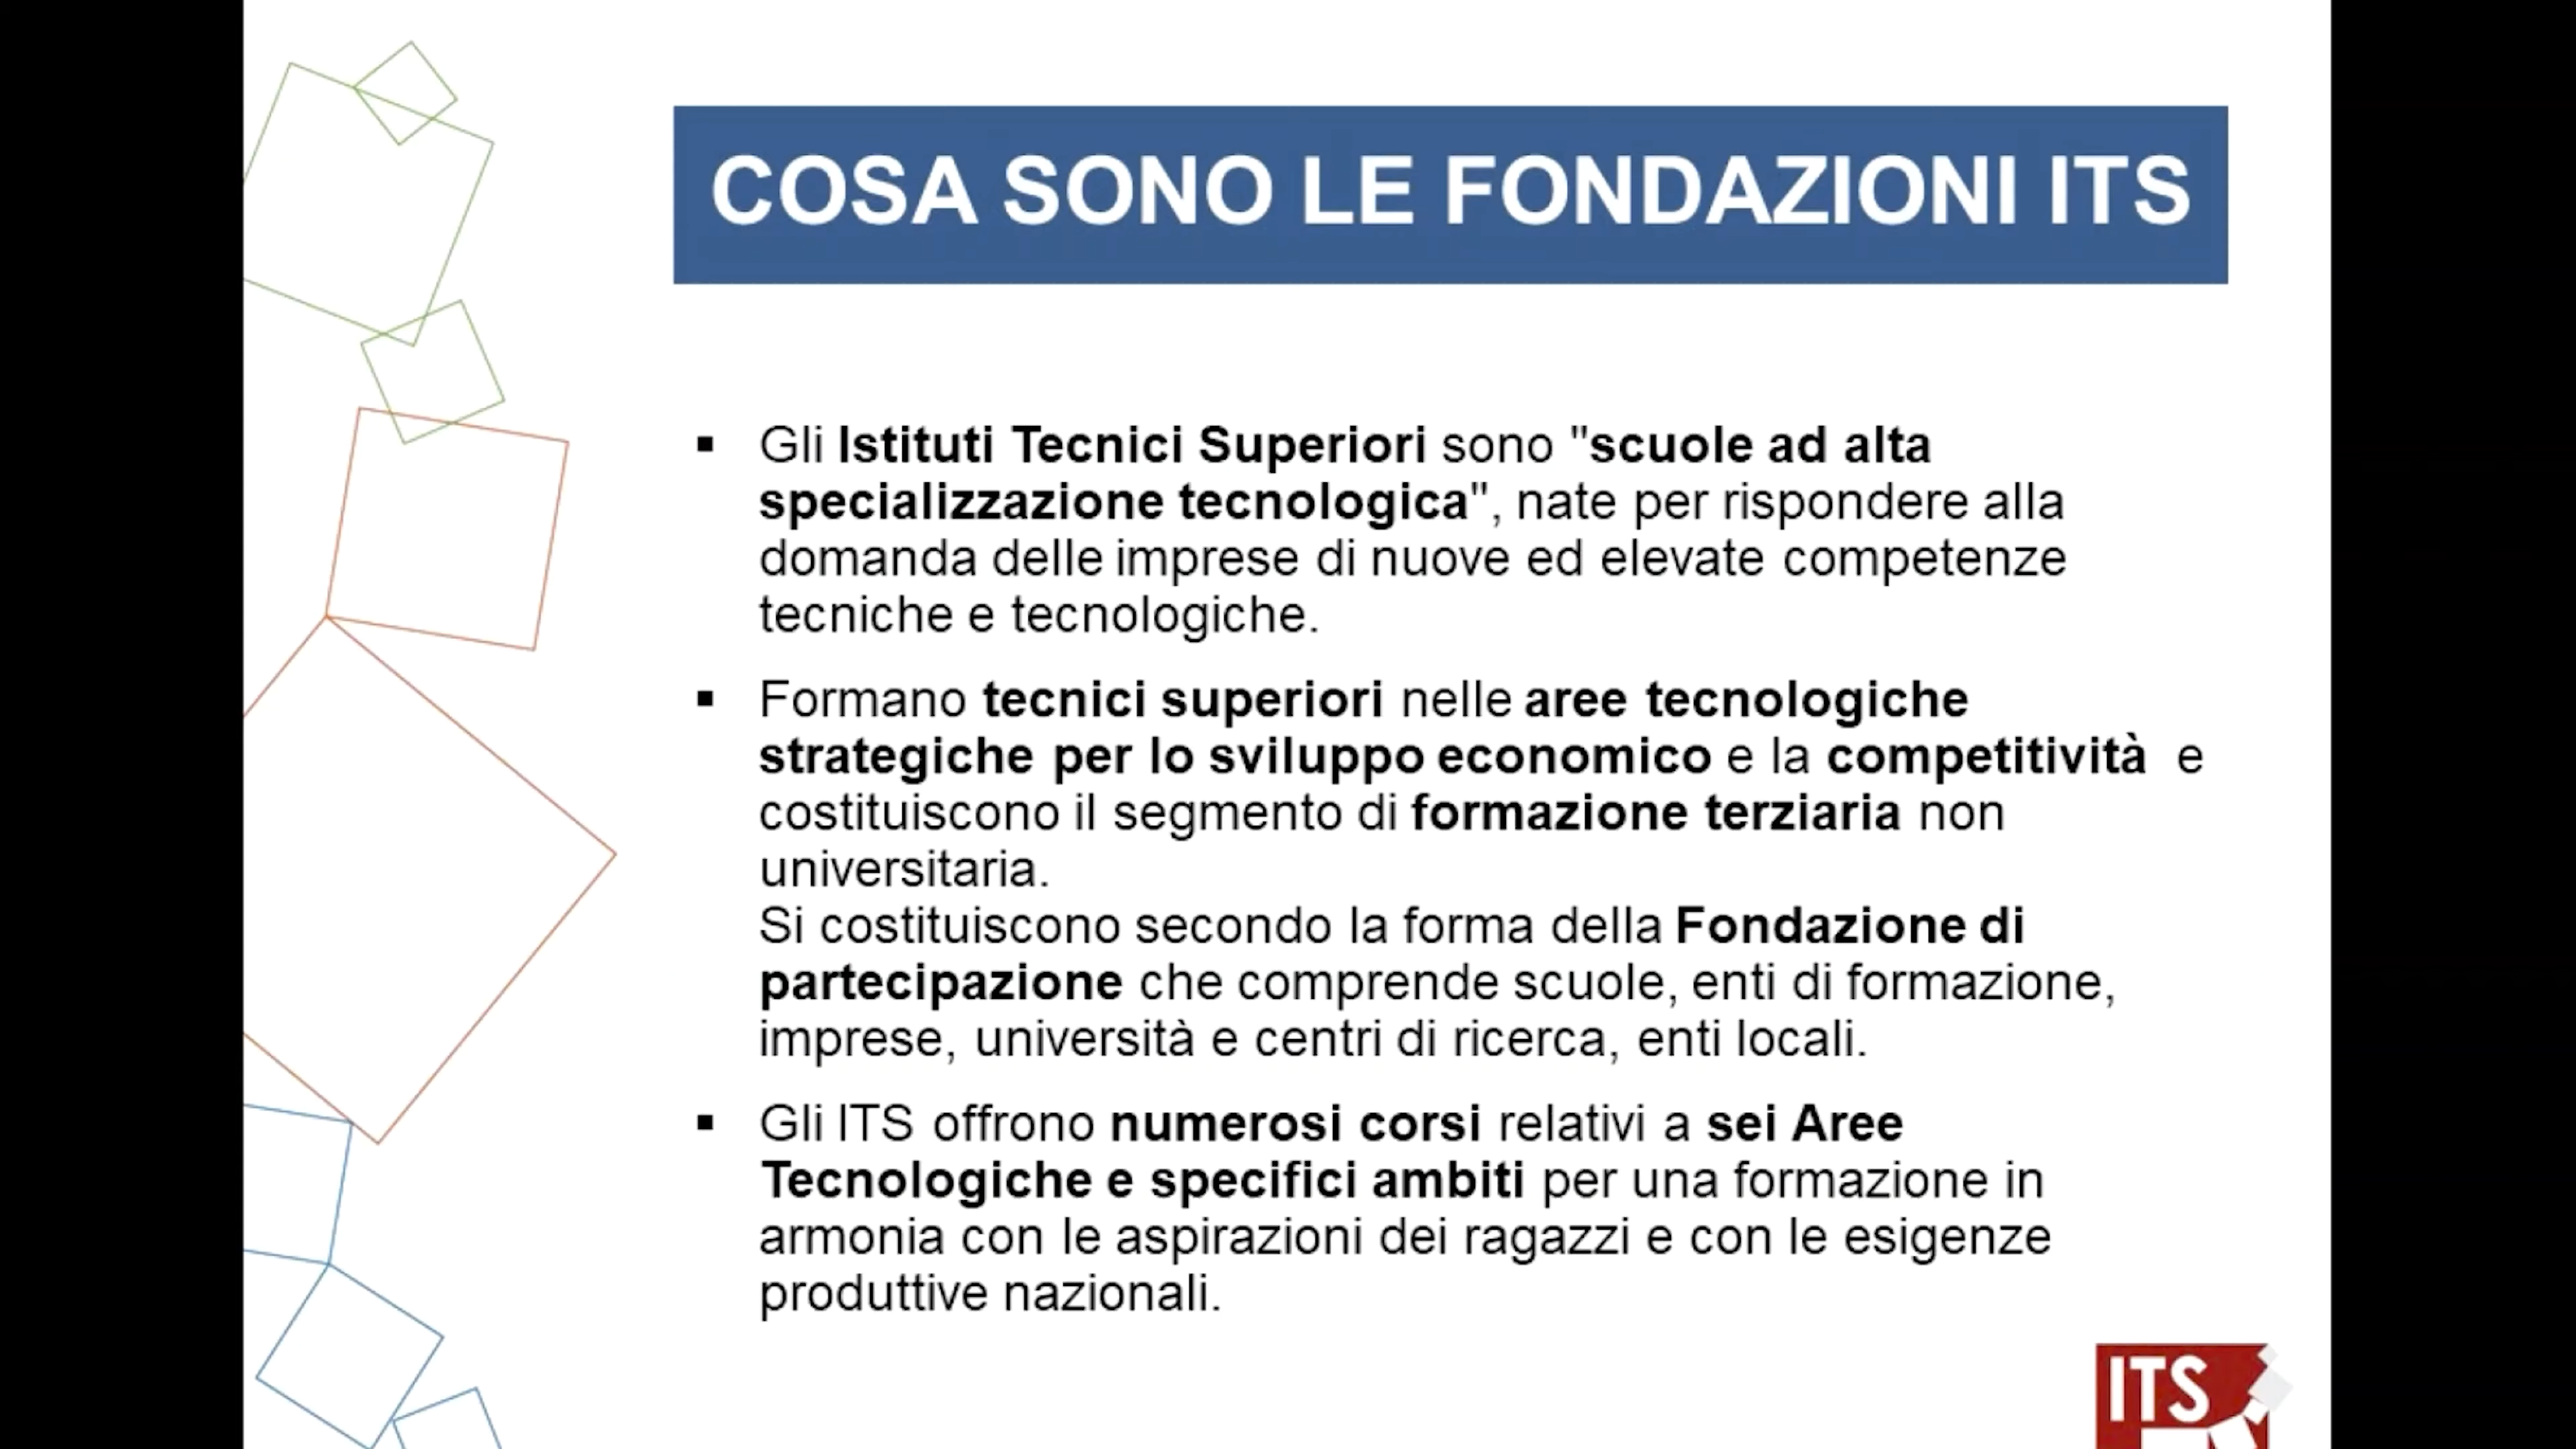 COSA SONO LE FONDAZIONI ITS
▪ Gli Istituti Tecnici Superiori sono "scuole ad alta
specializzazione tecnologica", nate per rispondere alla
domanda delle imprese di nuove ed elevate competenze
tecniche e tecnologiche.
▪ Formano tecnici superiori nelle aree tecnologiche
strategiche per lo sviluppo economico e la competitività e
costituiscono il segmento di formazione terziaria non
universitaria.
Si costituiscono secondo la forma della Fondazione di
partecipazione che comprende scuole, enti di formazione,
imprese, università e centri di ricerca, enti locali.
▪ Gli ITS offrono numerosi corsi relativi a sei Aree
Tecnologiche e specifici ambiti per una formazione in
armonia con le aspirazioni dei ragazzi e con le esigenze
produttive nazionali.
ITS